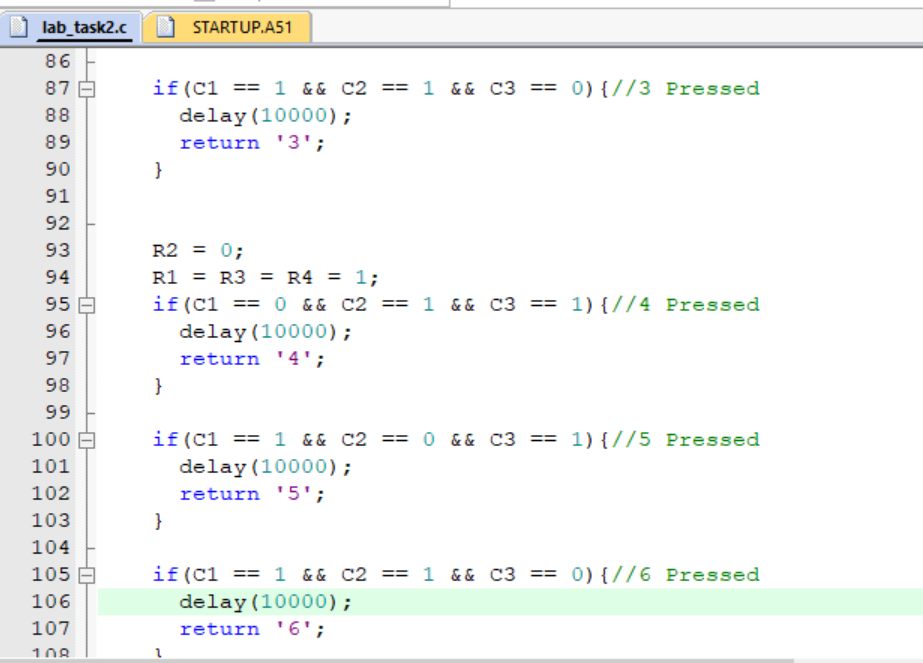 lab_task2.c STARTUP.A51
86
87 if(C1 == 1 && C2 == 1 && C3 == 0){//3 Pressed
88 delay(10000);
89 return '3';
90 }
91
92
93 R2 = 0;
94 R1 = R3 = R4 = 1;
95 if(C1 == 0 && C2 == 1 && C3 == 1){//4 Pressed
96 delay(10000);
97 return '4';
98 }
99
100 if(C1 == 1 && C2 == 0 && C3 == 1){//5 Pressed
101 delay(10000);
102 return '5';
103 }
104
105 if(C1 == 1 && C2 == 1 && C3 == 0){//6 Pressed
106 delay(10000);
107 return '6';
108 }